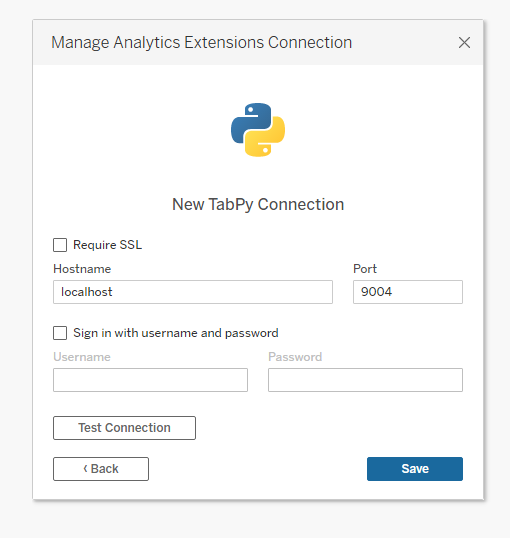 Manage Analytics Extensions Connection
New TabPy Connection
Require SSL
Hostname Port
localhost 9004
Sign in with username and password
Username Password
Test Connection
‹ Back Save